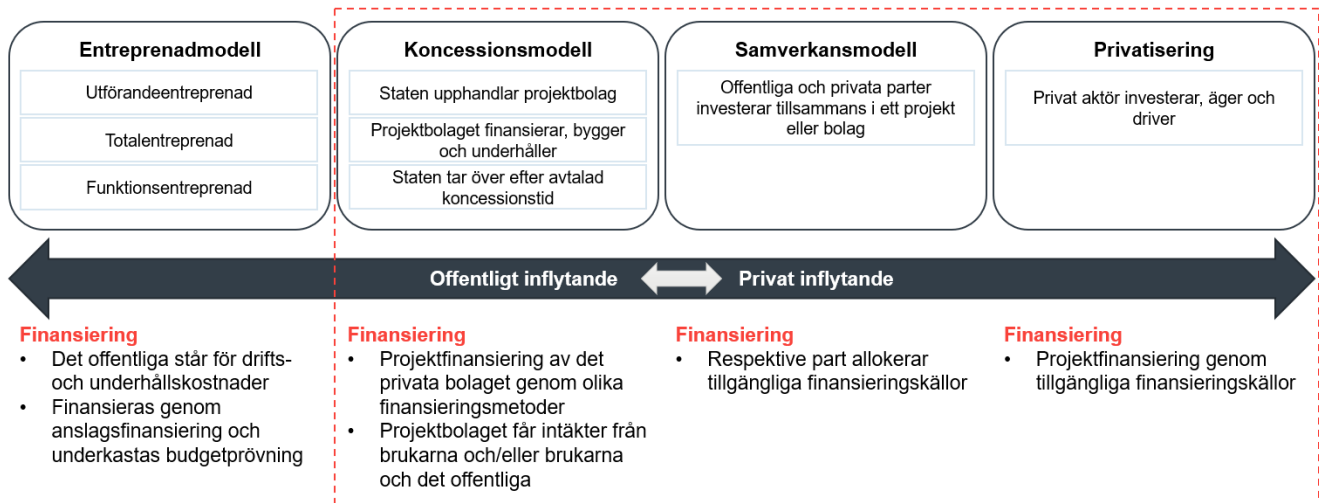 Entreprenadmodell
Utförandeentreprenad
Totalentreprenad
Funktionsentreprenad
Koncessionsmodell
Staten upphandlar projektbolag
Projektbolaget finansierar, bygger
och underhåller
Staten tar över efter avtalad
koncessionstid
Samverkansmodell
Offentliga och privata parter
investerar tillsammans i ett projekt
eller bolag
Privatisering
Privat aktör investerar, äger och
driver
Offentligt inflytande
Privat inflytande
Finansiering
• Det offentliga står för drifts-
och underhållskostnader
• Finansieras genom
anslagsfinansiering och
underkastas budgetprövning
Finansiering
• Projektfinansiering av det
privata bolaget genom olika
finansieringsmetoder
• Projektbolaget får intäkter från
brukarna och/eller brukarna
och det offentliga
Finansiering
• Respektive part allokerar
tillgängliga finansieringskällor
Finansiering
• Projektfinansiering genom
tillgängliga finansieringskällor